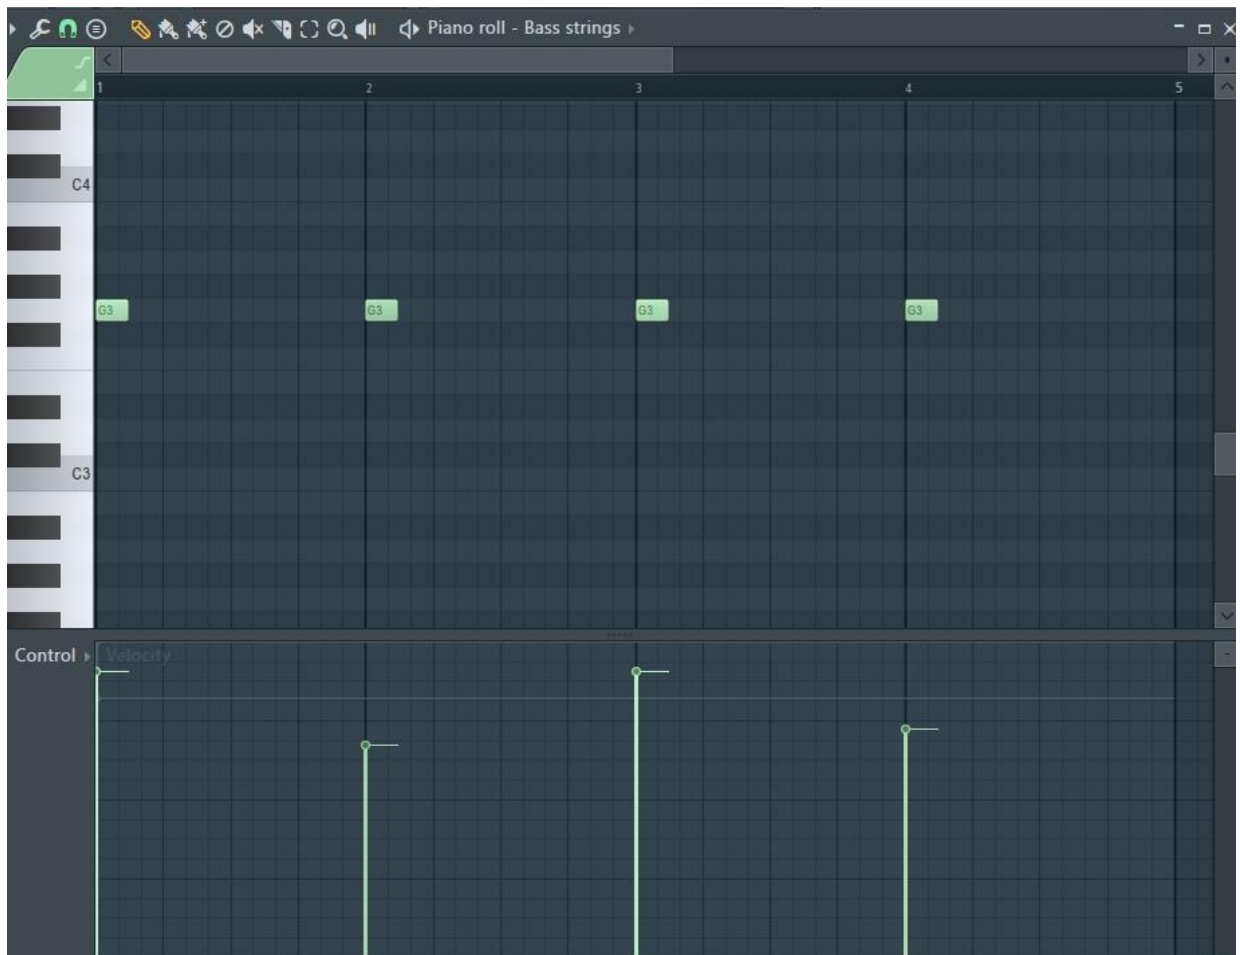 Piano roll - Bass strings
1 2 3 4 5
C4
G3 G3 G3 G3
C3
Control Velocity